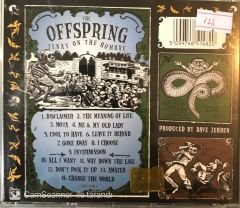 THE
OFFSPRING
IXNAY ON THE HOMBRE
1. DISCLAIMER 2. THE MEANING OF LIFE
3. MOTA 4. ME & MY OLD LADY
5. COOL TO HATE 6. LEAVE IT BEHIND
7. GONE AWAY 8. I CHOOSE
9. INTERMISSION
10. ALL I WANT 11. WAY DOWN THE LINE
12. DON'T PICK IT UP 13. AMAZED
14. CHANGE THE WORLD
PRODUCED BY DAVE JERDEN
CamScanner ile tarandı